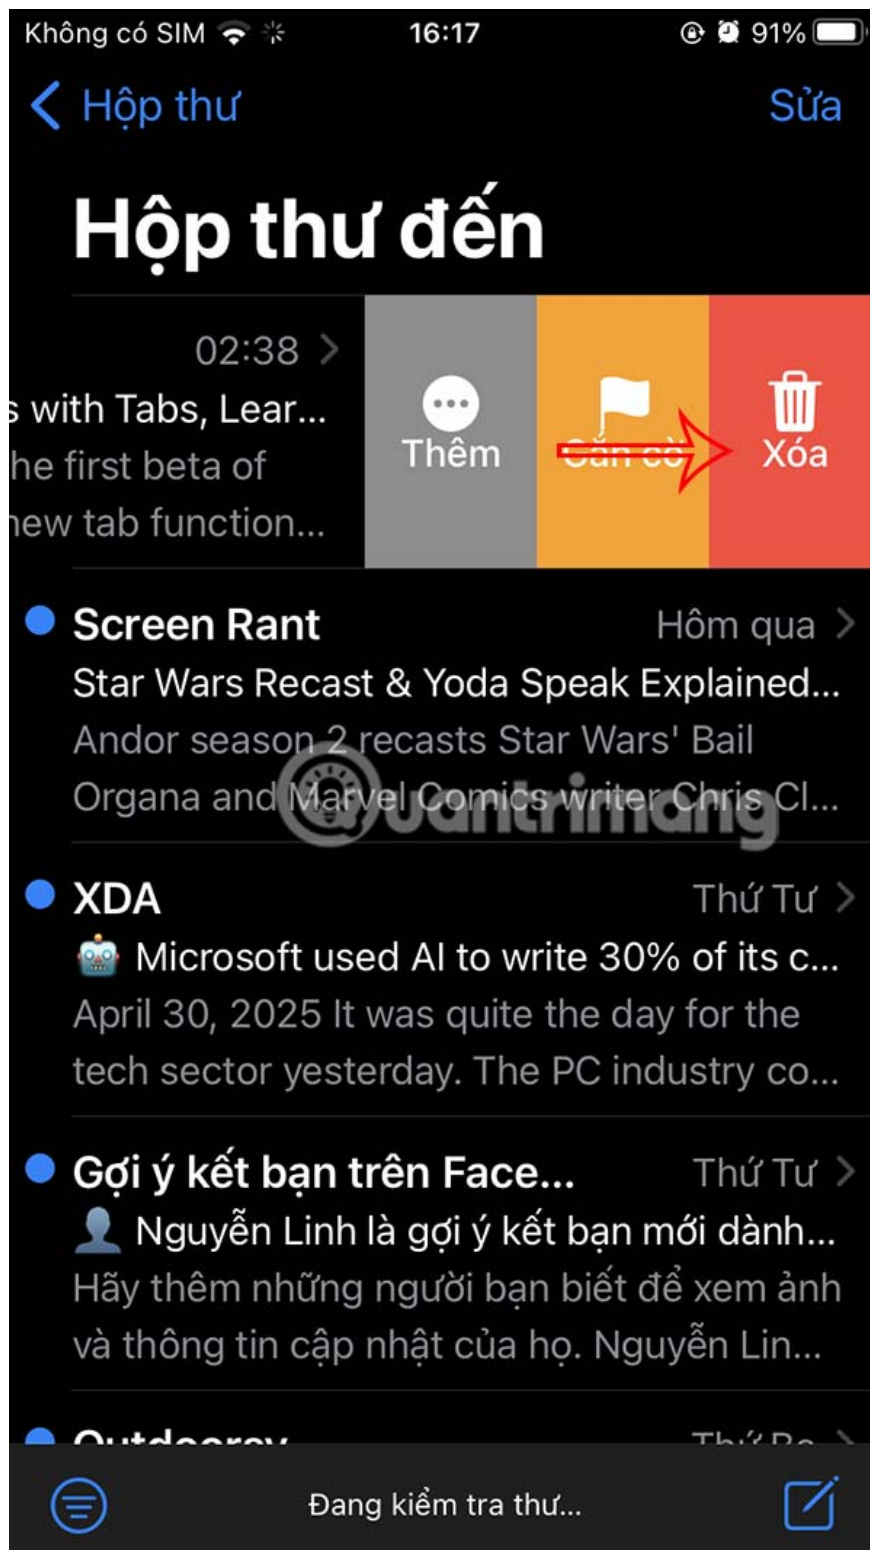 Không có SIM 16:17 91%
Hộp thư Sửa
Hộp thư đến
02:38
s with Tabs, Lear...
he first beta of
new tab function...
Thêm Gắn cờ Xóa
Screen Rant Hôm qua
Star Wars Recast & Yoda Speak Explained...
Andor season 2 recasts Star Wars' Bail
Organa and Marvel Comics writer Chris Cl...
Quantrimang
XDA Thứ Tư
🤖 Microsoft used AI to write 30% of its c...
April 30, 2025 It was quite the day for the
tech sector yesterday. The PC industry co...
Gợi ý kết bạn trên Face... Thứ Tư
👤 Nguyễn Linh là gợi ý kết bạn mới dành...
Hãy thêm những người bạn biết để xem ảnh
và thông tin cập nhật của họ. Nguyễn Lin...
Thứ Ba
Đang kiểm tra thư...